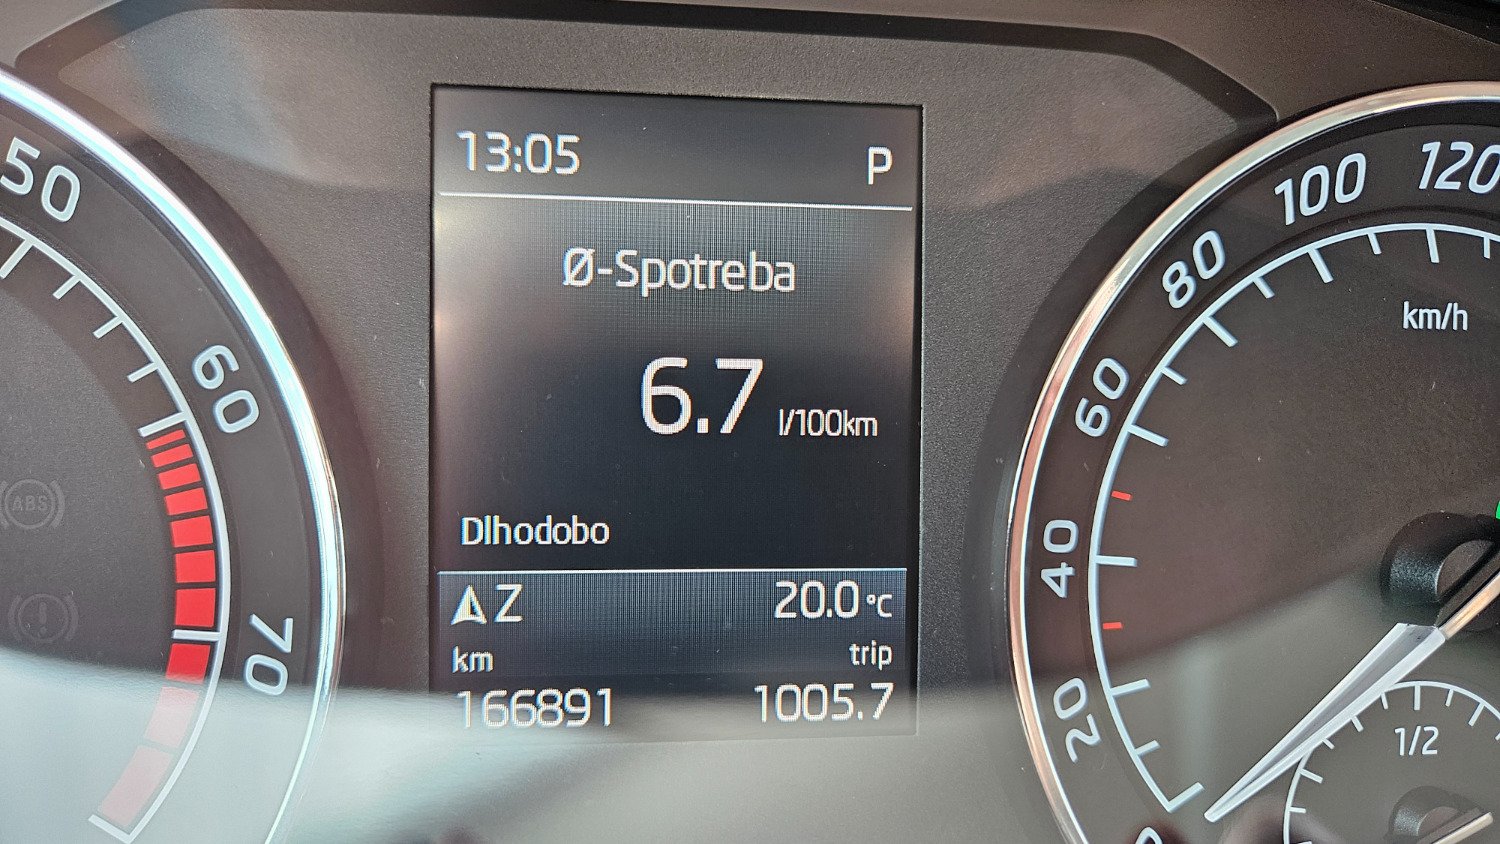 13:05 P
Ø-Spotreba
6.7 l/100km
Dlhodobo
Z 20.0 °C
km trip
166891 1005.7
50
60
70
ABS
20
40
60
80
100
120
km/h
1/2